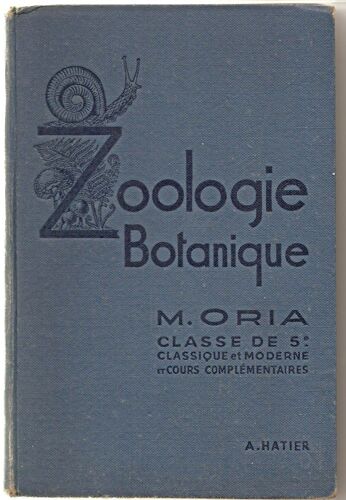 Zoologie
Botanique
M. ORIA
CLASSE DE 5e
CLASSIQUE et MODERNE
et COURS COMPLÉMENTAIRES
A. HATIER